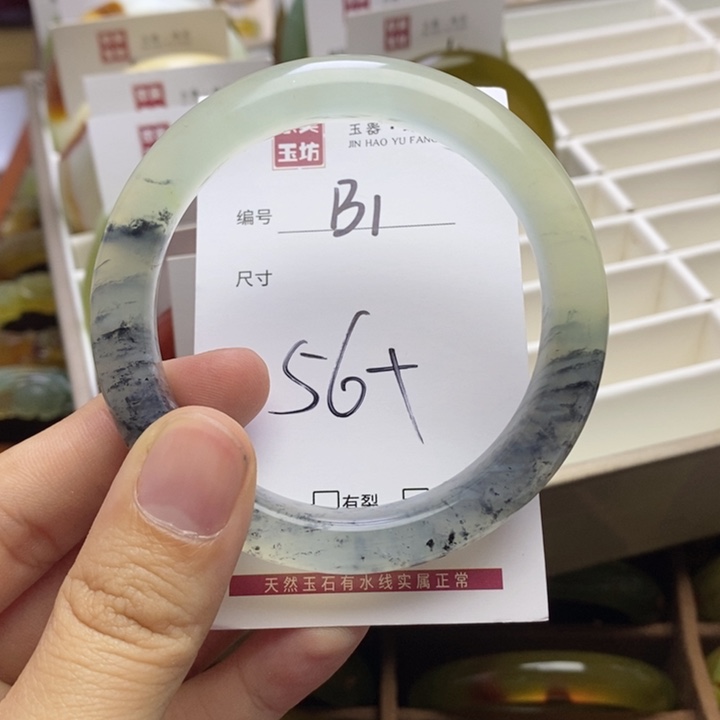 玉坊
玉器·
JIN HAO YU FANG
编号 B1
尺寸
56+
有裂
天然玉石有水线实属正常